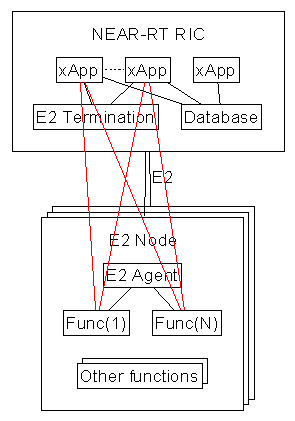 NEAR-RT RIC
xApp xApp xApp
E2 Termination Database
E2
E2 Node
E2 Agent
Func(1) Func(N)
Other functions